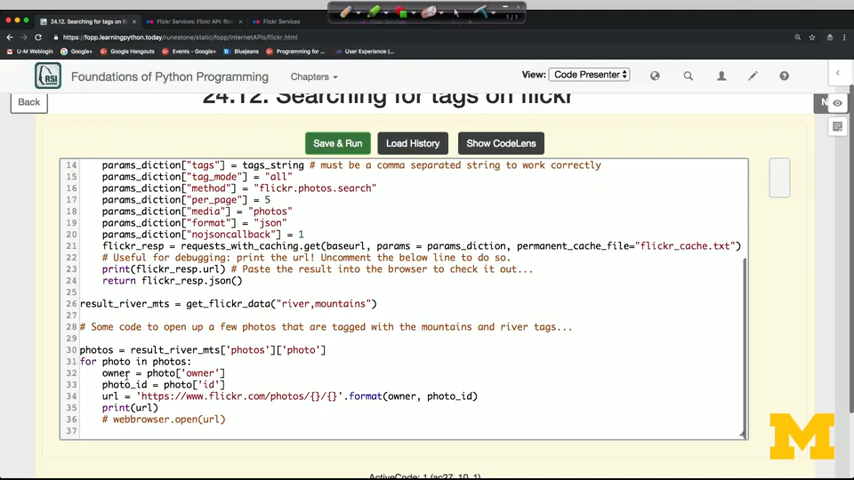 24.12. Searching for tags on fl
Flickr Services: Flickr API: flick
Flickr Services
1/1
https://fopp.learningpython.today/runestone/static/fopp/InternetAPIs/flickr.html
U-M Weblogin
Google+
Google Hangouts
Events - Google+
Bluejeans
Programming for ...
User Experience (...
RSI
Foundations of Python Programming
Chapters
View:
Code Presenter
Back
24.12. Searching for tags on flickr
N
Save & Run
Load History
Show CodeLens
14 params_diction["tags"] = tags_string # must be a comma separated string to work correctly
15 params_diction["tag_mode"] = "all"
16 params_diction["method"] = "flickr.photos.search"
17 params_diction["per_page"] = 5
18 params_diction["media"] = "photos"
19 params_diction["format"] = "json"
20 params_diction["nojsoncallback"] = 1
21 flickr_resp = requests_with_caching.get(baseurl, params = params_diction, permanent_cache_file="flickr_cache.txt")
22 # Useful for debugging: print the url! Uncomment the below line to do so.
23 print(flickr_resp.url) # Paste the result into the browser to check it out...
24 return flickr_resp.json()
25
26 result_river_mts = get_flickr_data("river,mountains")
27
28 # Some code to open up a few photos that are tagged with the mountains and river tags...
29
30 photos = result_river_mts['photos']['photo']
31 for photo in photos:
32 owner = photo['owner']
33 photo_id = photo['id']
34 url = 'https://www.flickr.com/photos/{}/{}'.format(owner, photo_id)
35 print(url)
36 # webbrowser.open(url)
37
M
ActiveCode: 1 (ac27_10_1)